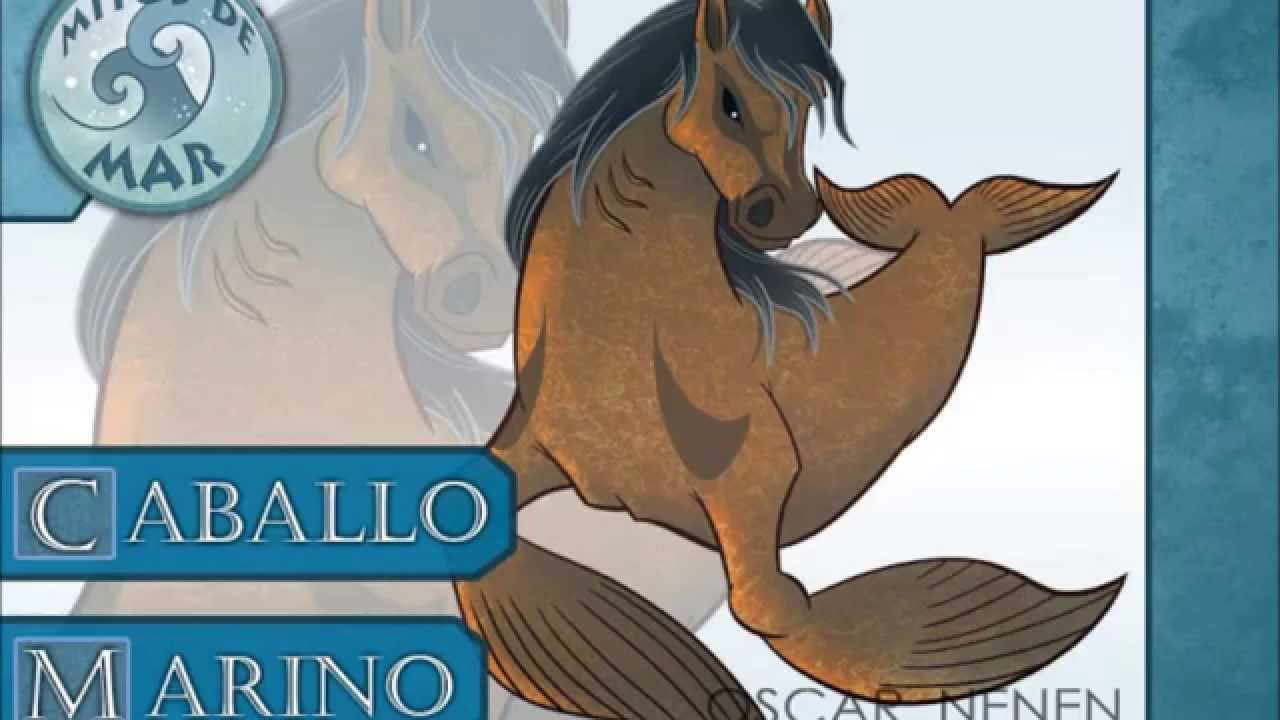 MITOS DE
MAR
CABALLO
MARINO
OSCAR NENEN